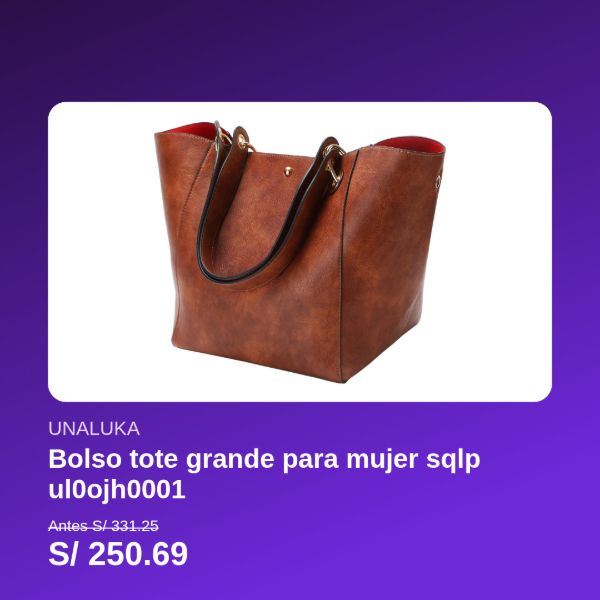 UNALUKA
Bolso tote grande para mujer sqlp
ul0ojh0001
Antes S/ 331.25
S/ 250.69